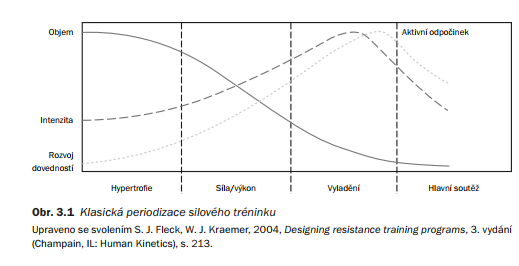 Objem
Aktivní odpočinek
Intenzita
Rozvoj
dovedností
Hypertrofie
Síla/výkon
Vyladění
Hlavní soutěž
Obr. 3.1 Klasická periodizace silového tréninku
Upraveno se svolením S. J. Fleck, W. J. Kraemer, 2004, Designing resistance training programs, 3. vydání
(Champain, IL: Human Kinetics), s. 213.